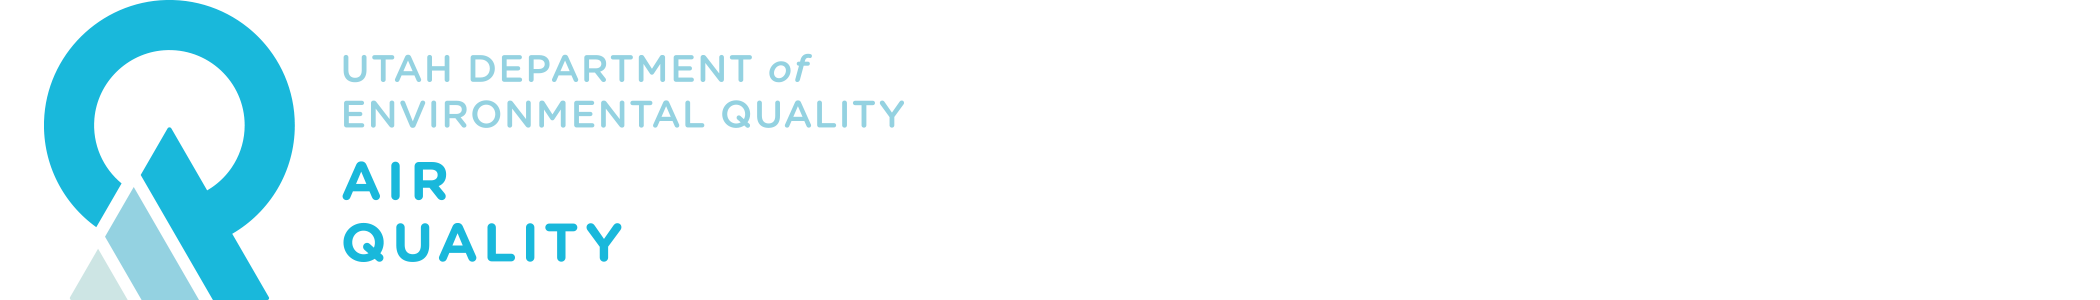 UTAH DEPARTMENT of
ENVIRONMENTAL QUALITY
AIR
QUALITY